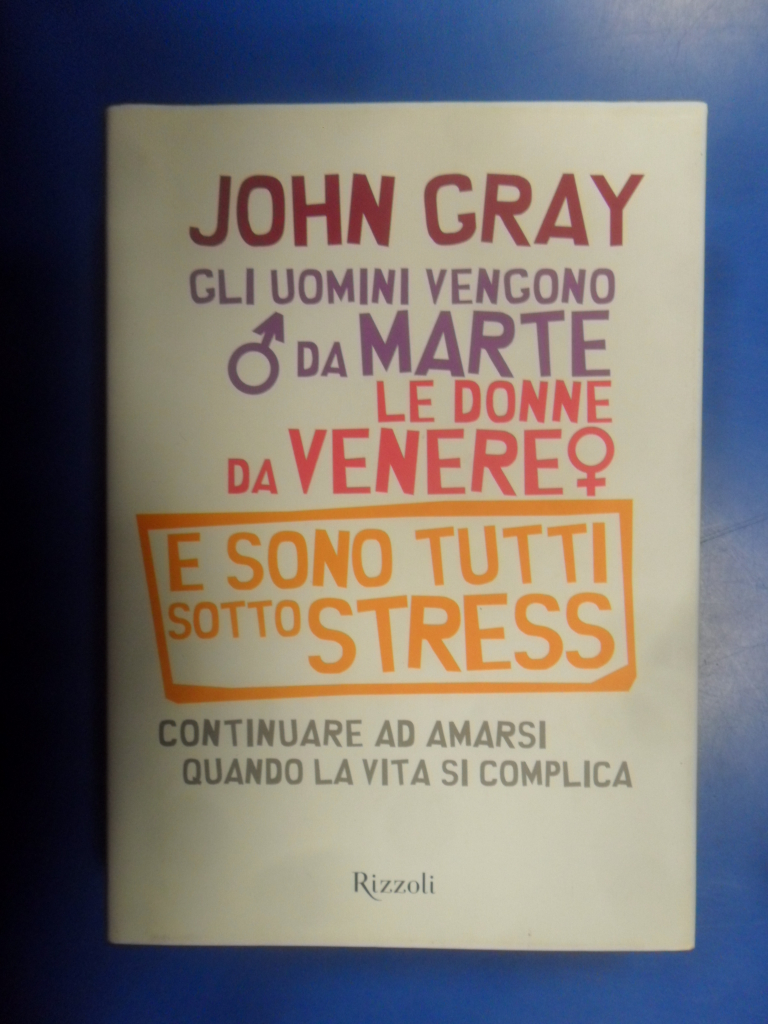 JOHN GRAY
GLI UOMINI VENGONO
♂ DA MARTE
LE DONNE
DA VENERE♀
E SONO TUTTI
SOTTO STRESS
CONTINUARE AD AMARSI
QUANDO LA VITA SI COMPLICA
Rizzoli